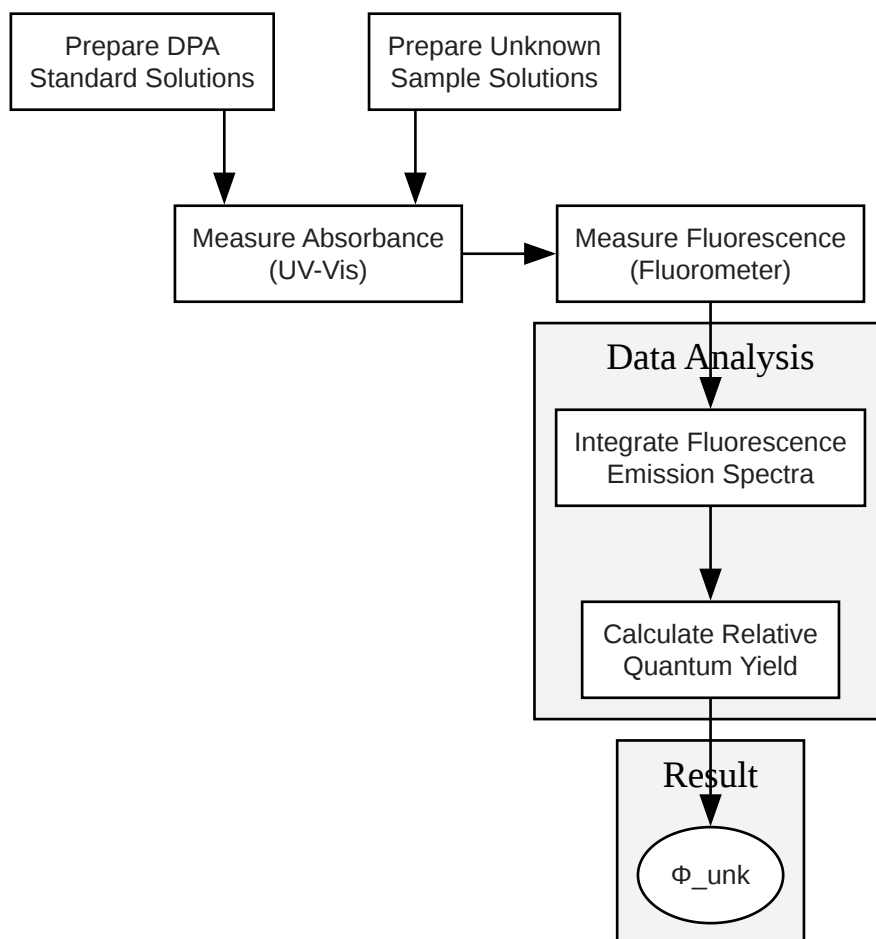 Prepare DPA
Standard Solutions
Prepare Unknown
Sample Solutions
Measure Absorbance
(UV-Vis)
Measure Fluorescence
(Fluorometer)
Data Analysis
Integrate Fluorescence
Emission Spectra
Calculate Relative
Quantum Yield
Result
Φ_unk